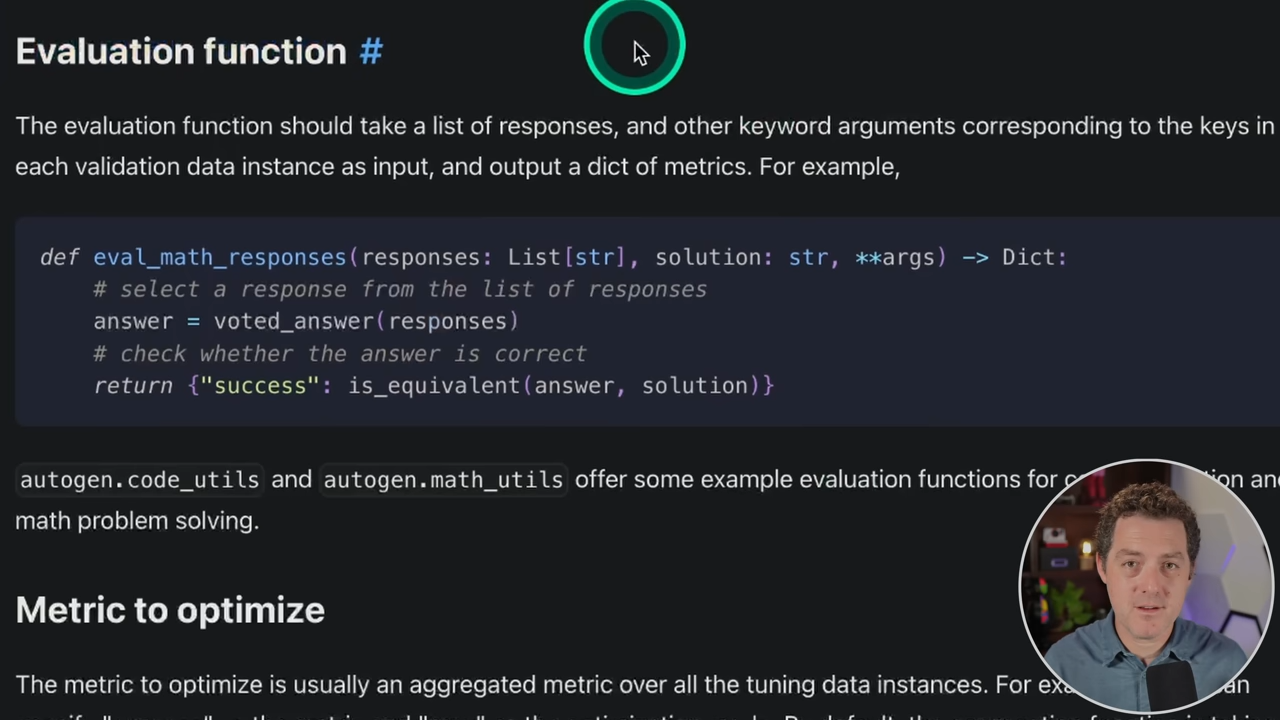 Evaluation function #
The evaluation function should take a list of responses, and other keyword arguments corresponding to the keys in
each validation data instance as input, and output a dict of metrics. For example,
def eval_math_responses(responses: List[str], solution: str, **args) -> Dict:
# select a response from the list of responses
answer = voted_answer(responses)
# check whether the answer is correct
return {"success": is_equivalent(answer, solution)}
autogen.code_utils and autogen.math_utils offer some example evaluation functions for
math problem solving.
Metric to optimize
The metric to optimize is usually an aggregated metric over all the tuning data instances. For